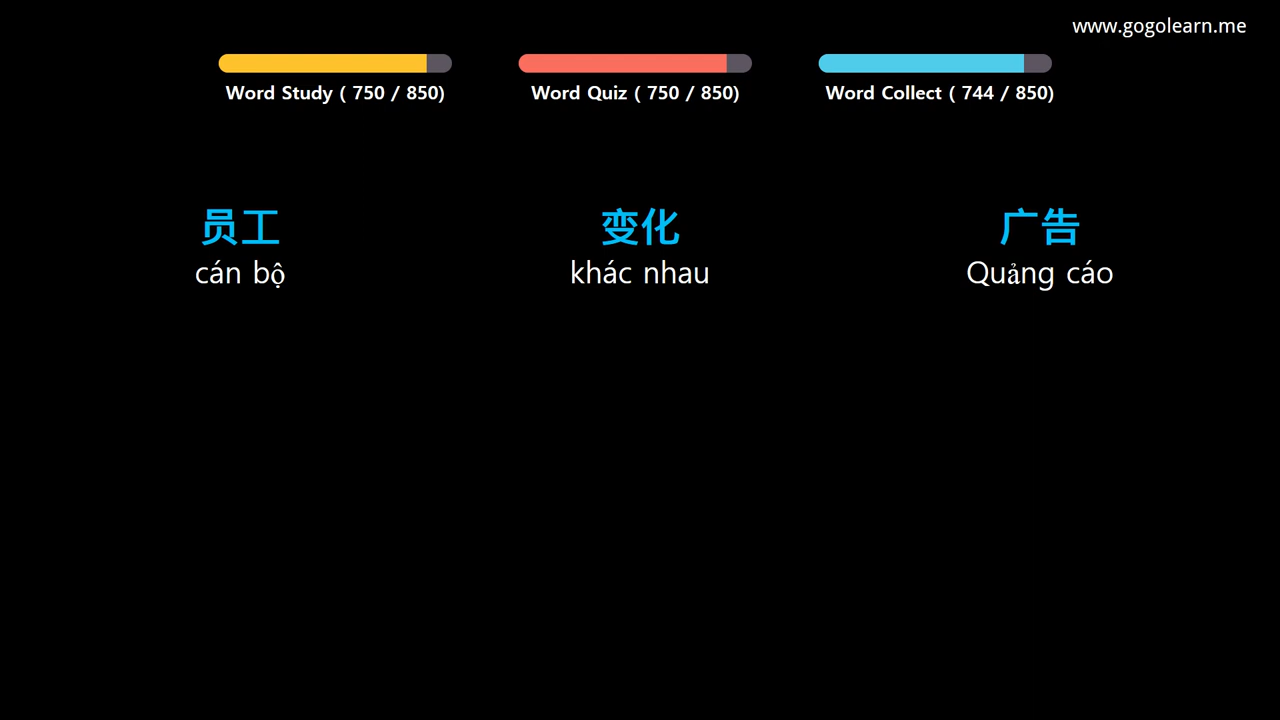 www.gogolearn.me
Word Study ( 750 / 850)
Word Quiz ( 750 / 850)
Word Collect ( 744 / 850)
员工
cán bộ
变化
khác nhau
广告
Quảng cáo